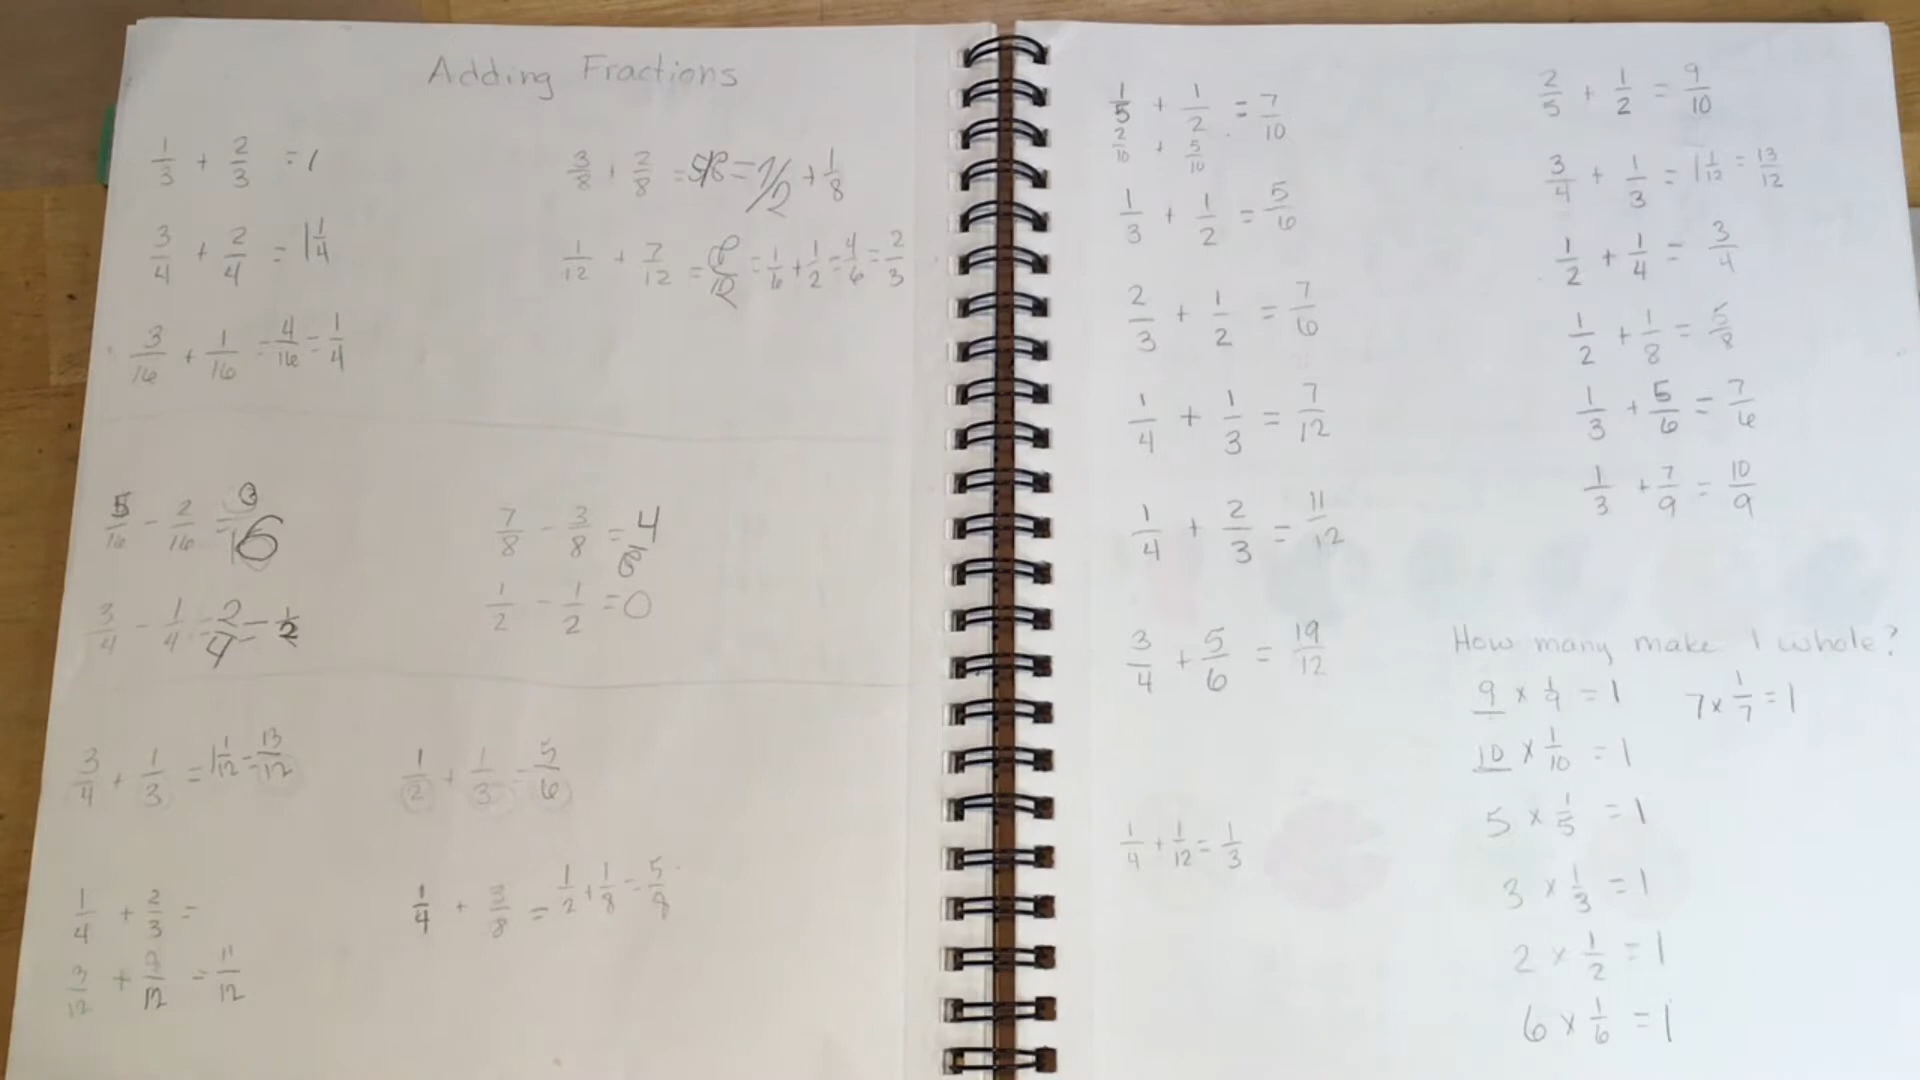 Adding Fractions
1/3 + 2/3 = 1
3/4 + 2/4 = 1 1/4
3/16 + 1/16 = 4/16 = 1/4
3/8 + 2/8 = 5/8 = 1/2 + 1/8
1/12 + 7/12 = 8/12 = 1/6 + 1/2 = 4/6 = 2/3
5/16 - 2/16 = 3/16
3/4 - 1/4 = 2/4 = 1/2
7/8 - 3/8 = 4/8
1/2 - 1/2 = 0
3/4 + 1/3 = 1 1/12 = 13/12
1/4 + 2/3 =
3/12 + 8/12 = 11/12
1/2 + 1/3 = 5/6
1/4 + 3/8 = 1/2 + 1/8 = 5/8
1/5 + 1/2 = 7/10
2/10 + 5/10
1/3 + 1/2 = 5/6
2/3 + 1/2 = 7/6
1/4 + 1/3 = 7/12
1/4 + 2/3 = 11/12
3/4 + 5/6 = 19/12
1/4 + 1/12 = 1/3
2/5 + 1/2 = 9/10
3/4 + 1/3 = 1 1/12 = 13/12
1/2 + 1/4 = 3/4
1/2 + 1/8 = 5/8
1/3 + 5/6 = 7/6
1/3 + 7/9 = 10/9
How many make 1 whole?
9 × 1/9 = 1
7 × 1/7 = 1
10 × 1/10 = 1
5 × 1/5 = 1
3 × 1/3 = 1
2 × 1/2 = 1
6 × 1/6 = 1